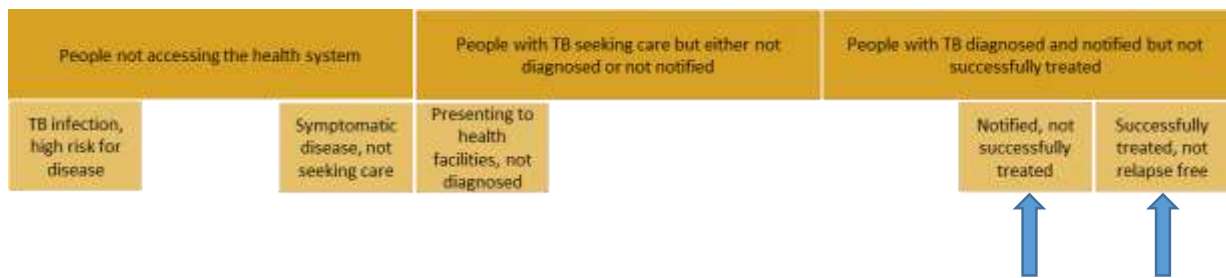 People not accessing the health system
People with TB seeking care but either not
diagnosed or not notified
People with TB diagnosed and notified but not
successfully treated
TB infection,
high risk for
disease
Symptomatic
disease, not
seeking care
Presenting to
health
facilities, not
diagnosed
Notified, not
successfully
treated
Successfully
treated, not
relapse free